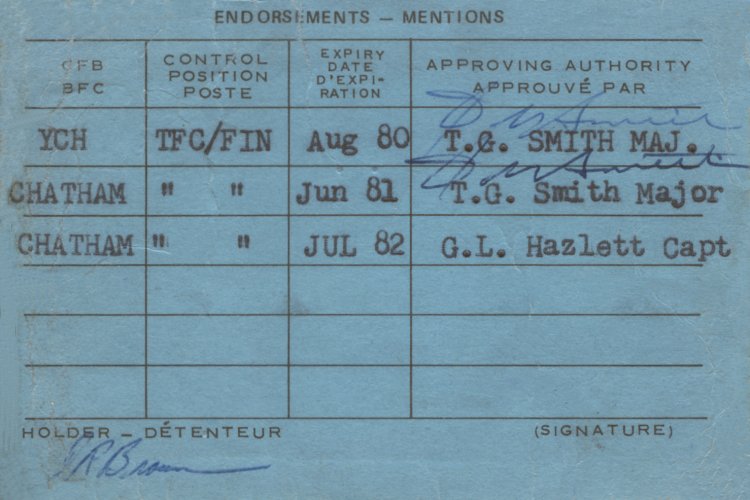 ENDORSEMENTS — MENTIONS
CFB BFC CONTROL POSITION POSTE EXPIRY DATE D'EXPI- RATION APPROVING AUTHORITY APPROUVÉ PAR
YCH TFC/FIN Aug 80 T.G. SMITH MAJ.
CHATHAM " " Jun 81 T.G. Smith Major
CHATHAM " " JUL 82 G.L. Hazlett Capt
HOLDER — DÉTENTEUR (SIGNATURE)
Brown